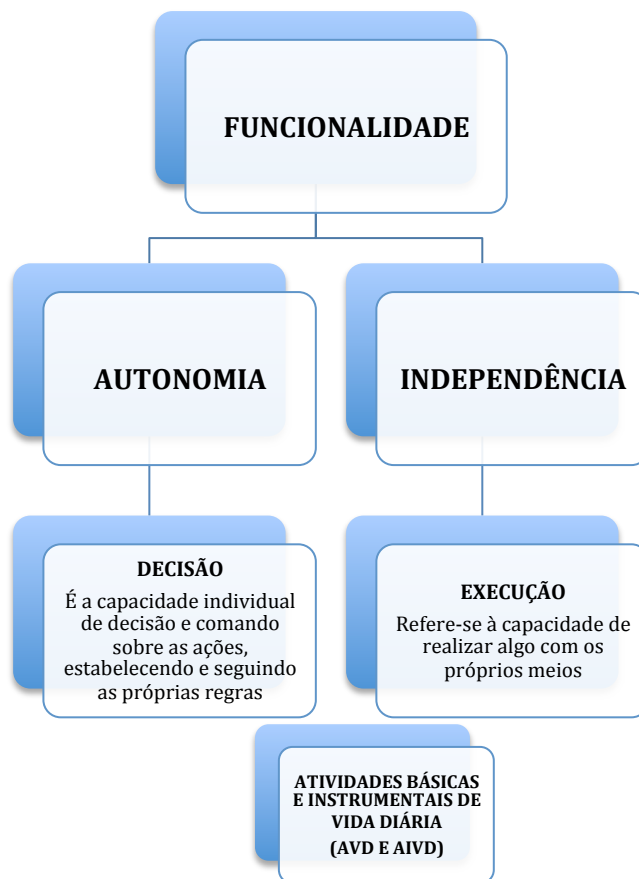 FUNCIONALIDADE
AUTONOMIA
INDEPENDÊNCIA
DECISÃO
É a capacidade individual
de decisão e comando
sobre as ações,
estabelecendo e seguindo
as próprias regras
EXECUÇÃO
Refere-se à capacidade de
realizar algo com os
próprios meios
ATIVIDADES BÁSICAS
E INSTRUMENTAIS DE
VIDA DIÁRIA
(AVD E AIVD)